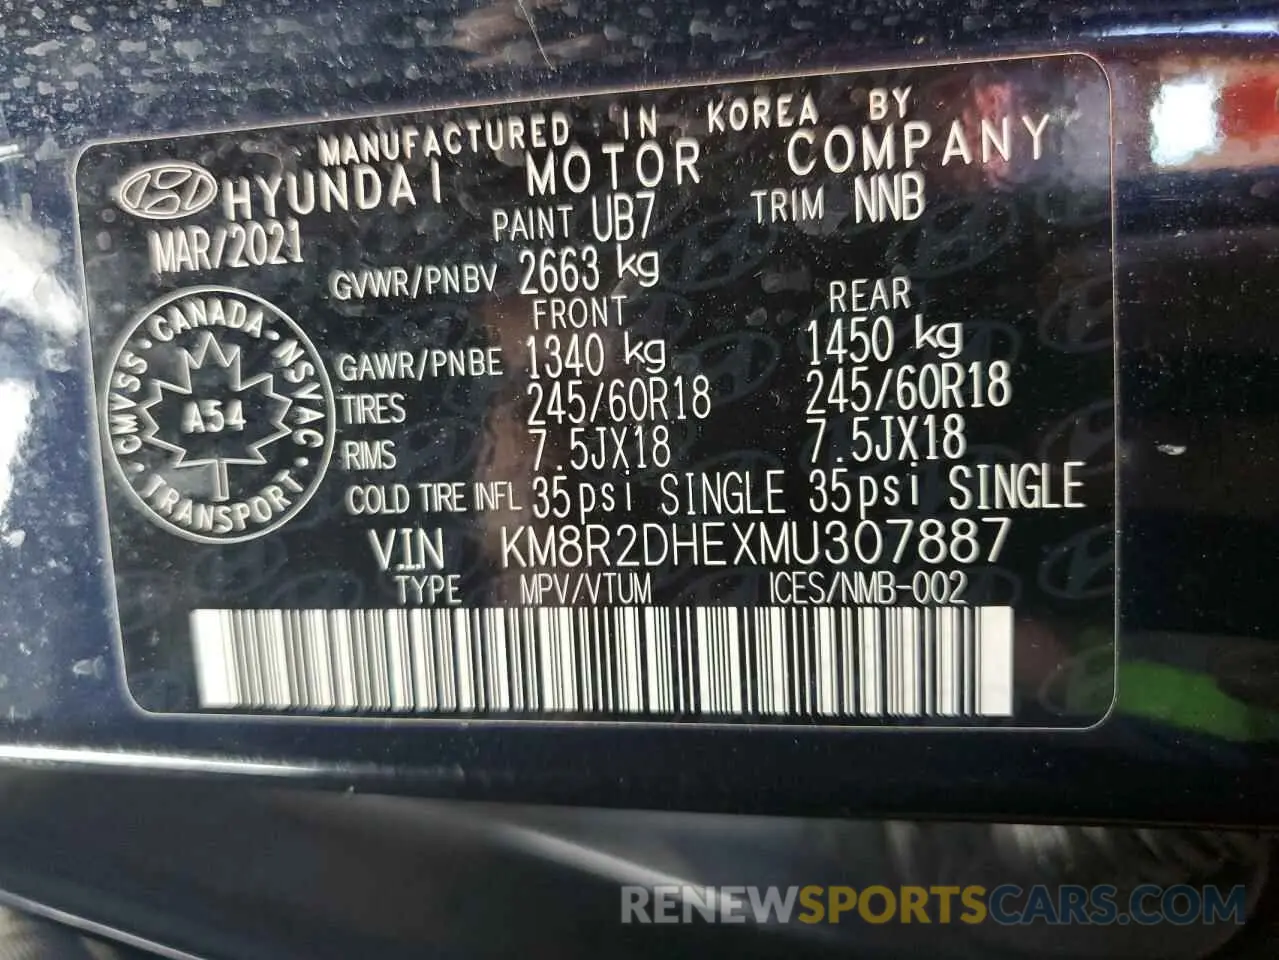 MANUFACTURED IN KOREA BY
HYUNDAI MOTOR COMPANY
MAR/2021 PAINT UB7 TRIM NNB
GVWR/PNBV 2663 kg
FRONT REAR
GAWR/PNBE 1340 kg 1450 kg
TIRES 245/60R18 245/60R18
RIMS 7.5JX18 7.5JX18
COLD TIRE INFL 35psi SINGLE 35psi SINGLE
VIN KM8R2DHEXMU307887
TYPE MPV/VTUM ICES/NMB-002
CMVSS · CANADA · NSVAC
A54
TRANSPORT
RENEWSPORTSCARS.COM